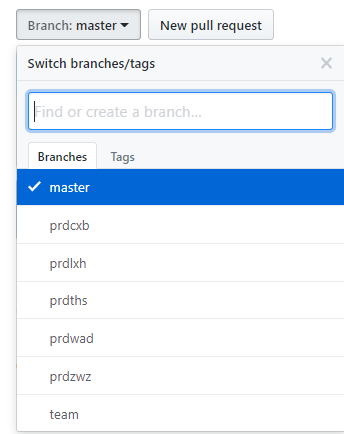 Branch: master New pull request
Switch branches/tags
Find or create a branch...
Branches Tags
master
prdcxb
prdlxh
prdths
prdwad
prdzwz
team